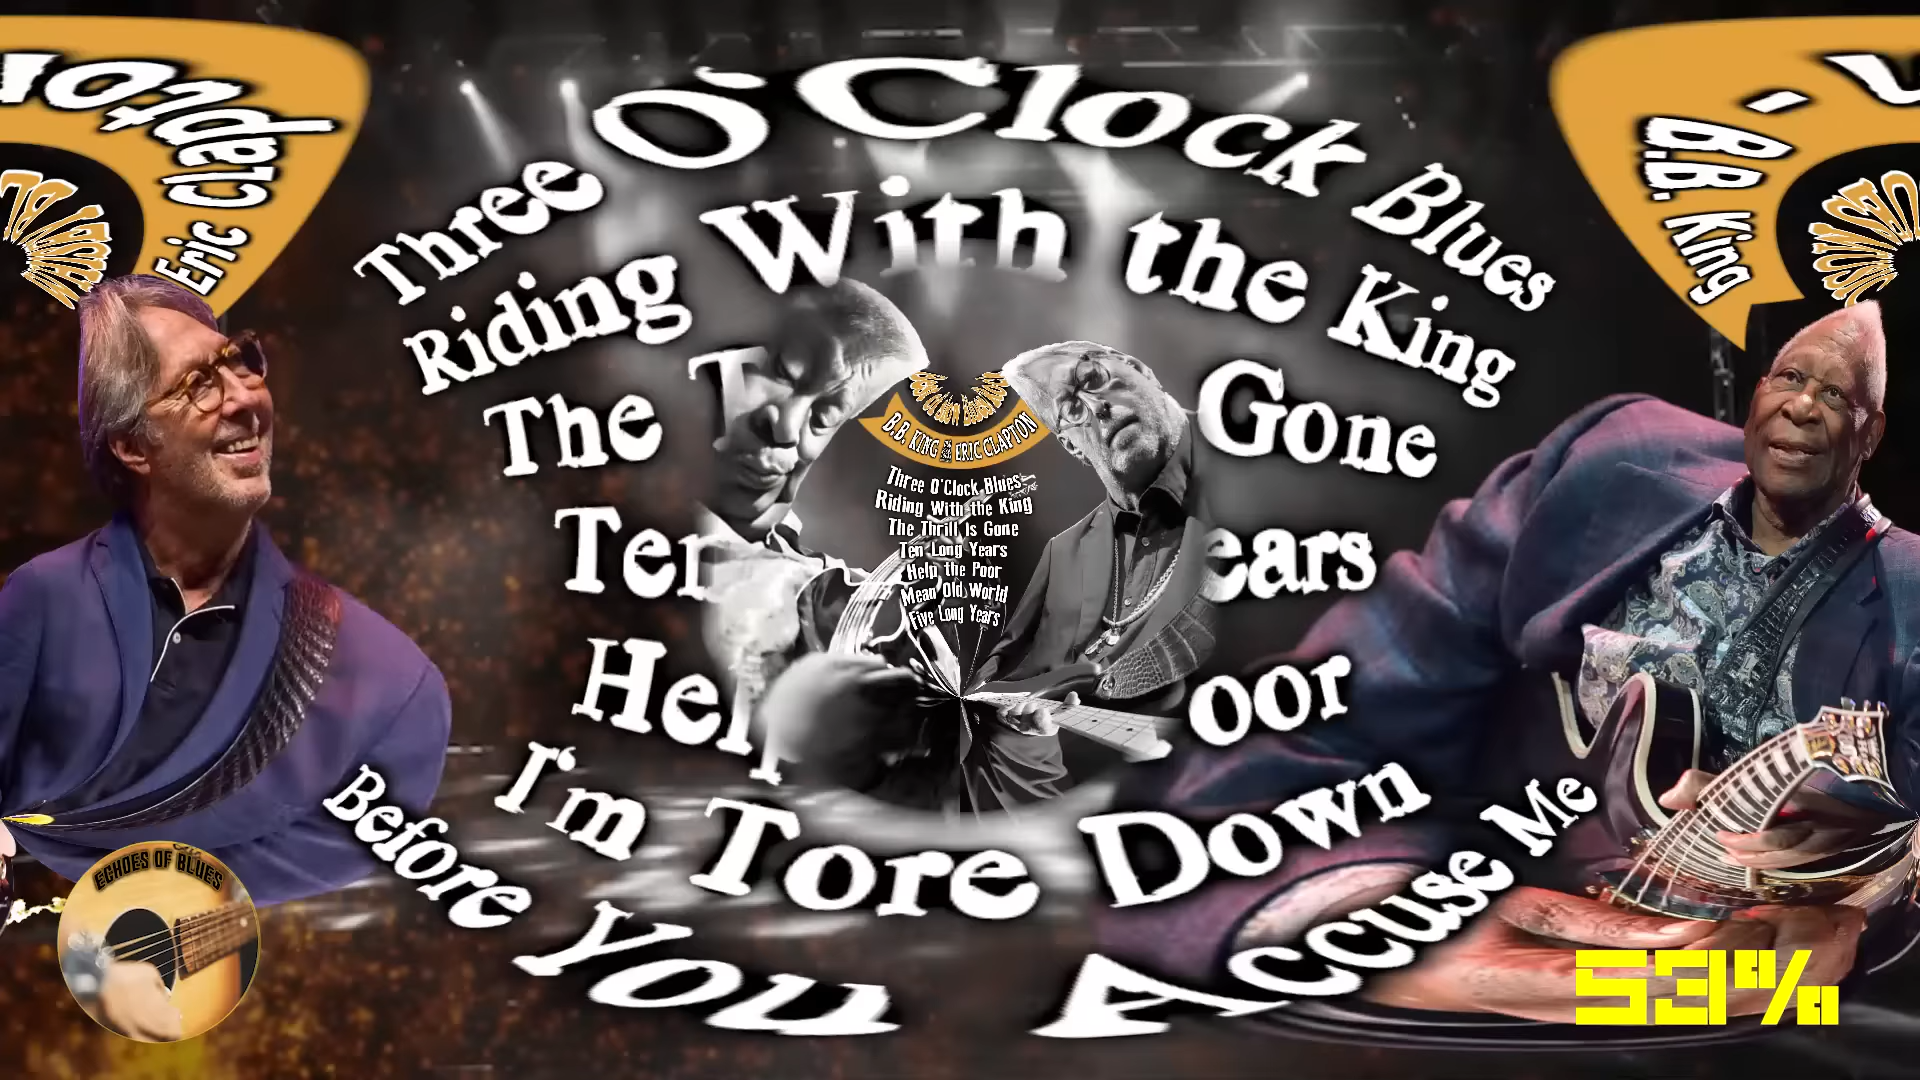 Eric Clapton
B.B. King
Three O'Clock Blues
Riding With the King
The T Gone
Ten ears
Help oor
I'm Tore Down
Before You Accuse Me
B.B. KING & ERIC CLAPTON
Three O'Clock Blues
Riding With the King
The Thrill Is Gone
Ten Long Years
Help the Poor
Mean Old World
Five Long Years
ECHOES OF BLUES
53%